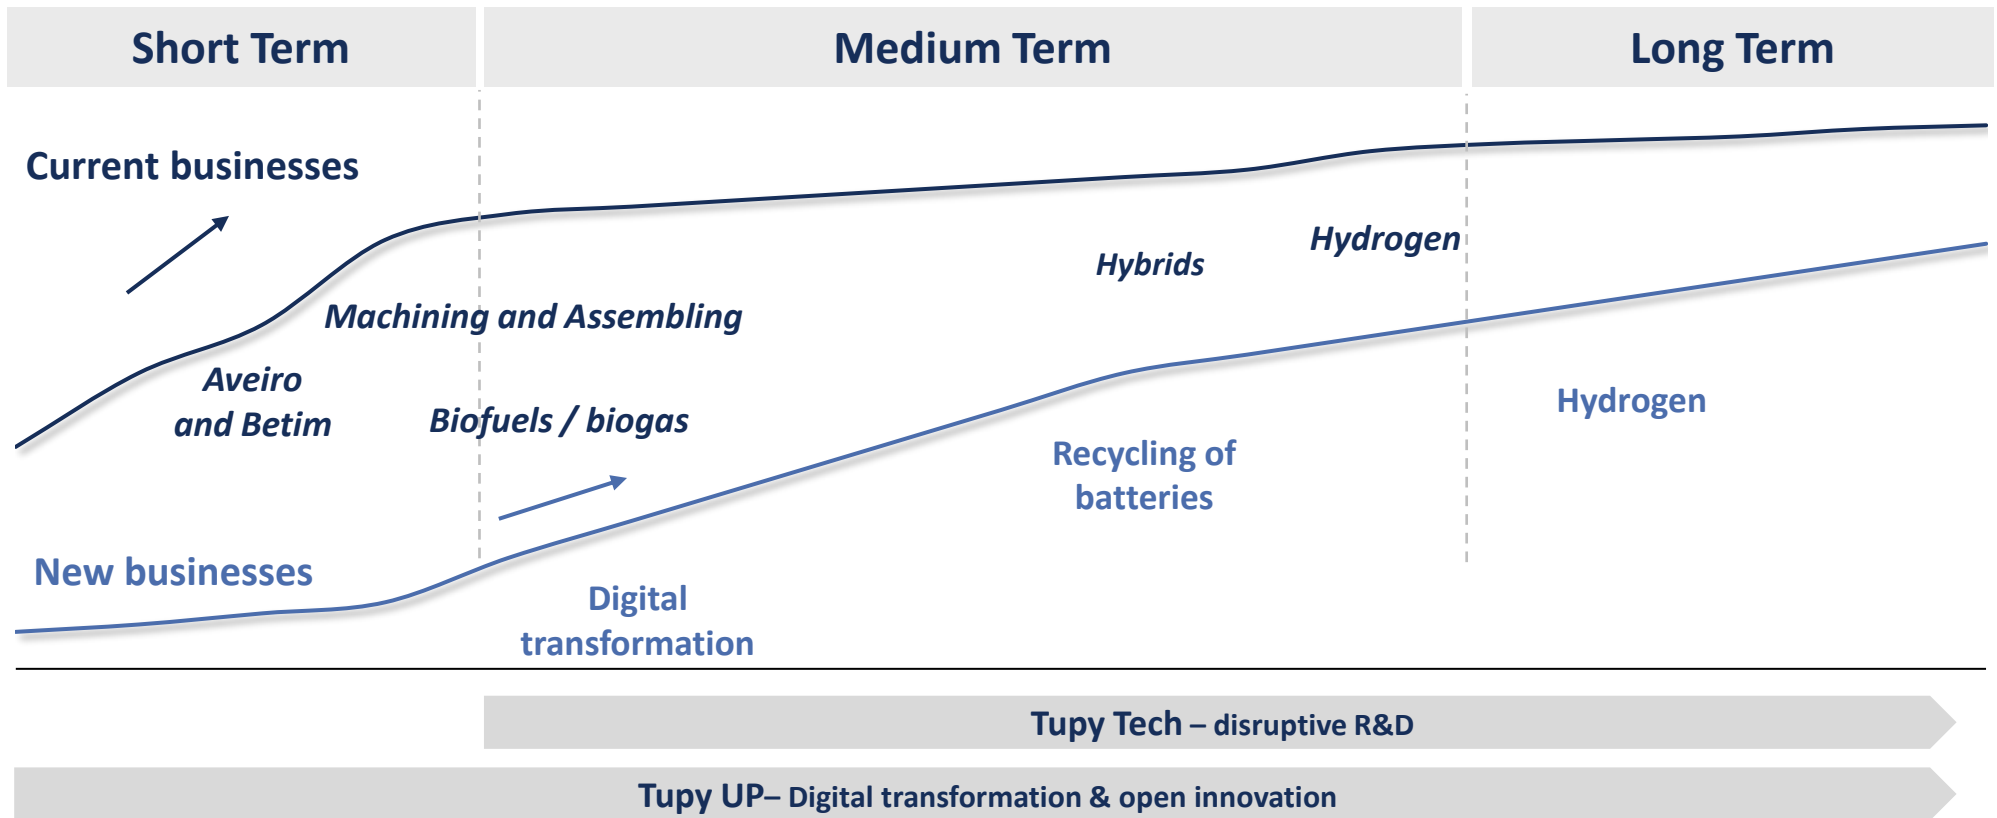 Short Term
Medium Term
Long Term
Current businesses
Hydrogen
Hybrids
Machining and Assembling
Aveiro
and Betim
Biofuels / biogas
Hydrogen
Recycling of
batteries
New businesses
Digital
transformation
Tupy Tech – disruptive R&D
Tupy UP– Digital transformation & open innovation